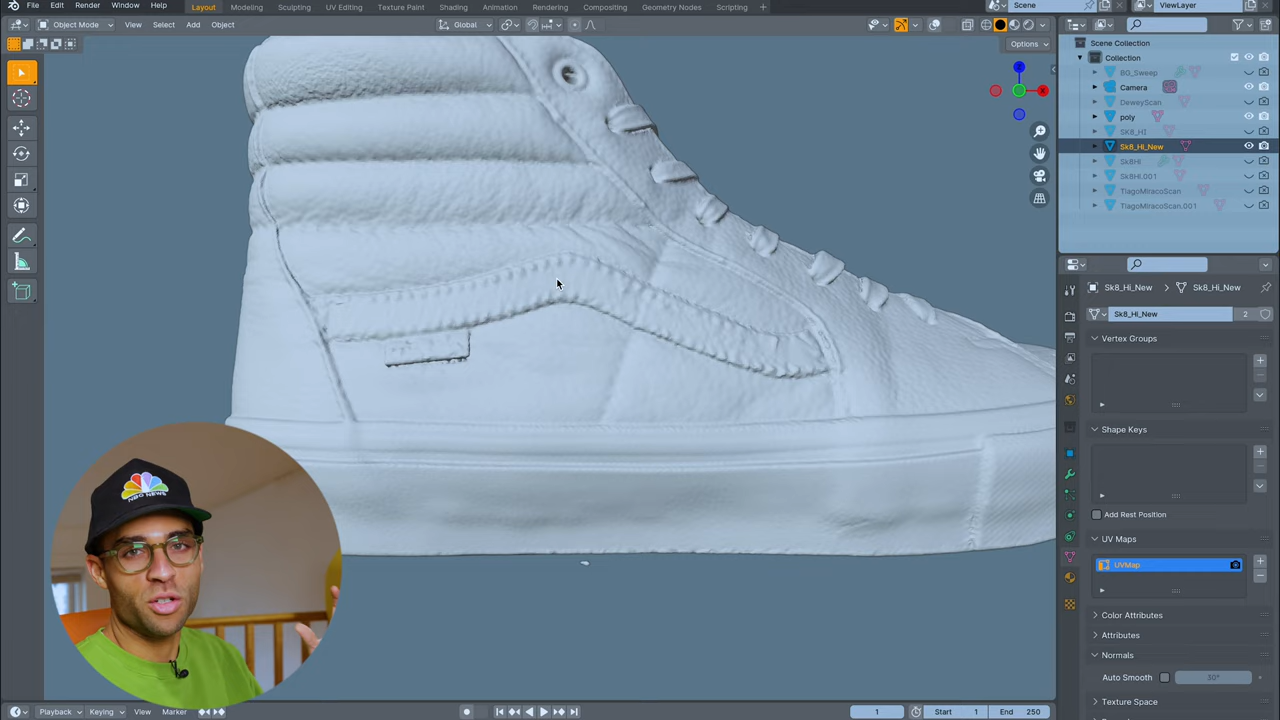 File Edit Render Window Help Layout Modeling Sculpting UV Editing Texture Paint Shading Animation Rendering Compositing Geometry Nodes Scripting + Scene ViewLayer
Object Mode View Select Add Object Global
Options
Z
X
Scene Collection
Collection
BG_Sweep
Camera
DeweyScan
poly
SK8_HI
Sk8_Hi_New
Sk8Hi
Sk8Hi.001
TiagoMiracoScan
TiagoMiracoScan.001
Sk8_Hi_New > Sk8_Hi_New
Sk8_Hi_New 2
Vertex Groups
Shape Keys
Add Rest Position
UV Maps
UVMap
Color Attributes
Attributes
Normals
Auto Smooth 30°
Texture Space
NBC NEWS
Playback Keying View Marker 1 Start 1 End 250